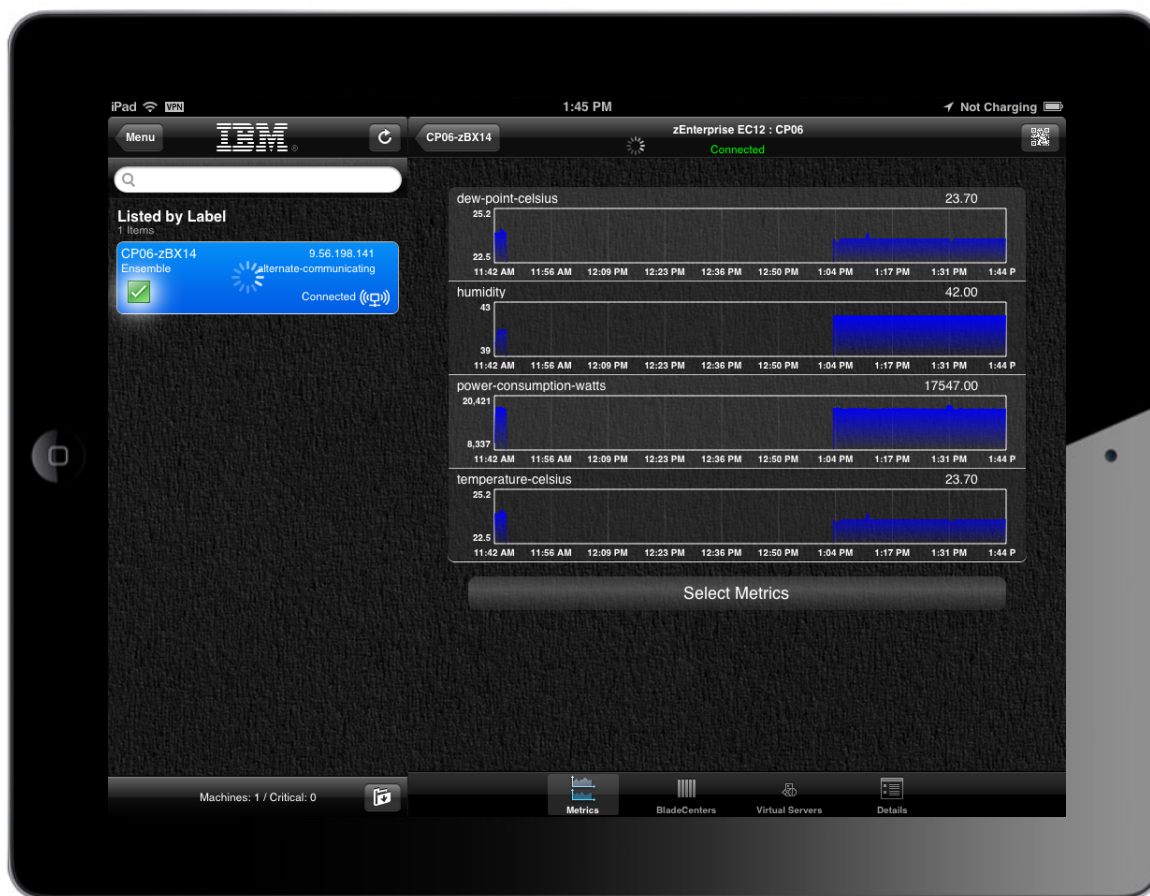 iPad VPN 1:45 PM Not Charging
Menu IBM ®
CP06-zBX14 zEnterprise EC12 : CP06
Connected
Listed by Label
1 Items
CP06-zBX14 9.56.198.141
Ensemble alternate-communicating
Connected
dew-point-celsius 23.70
25.2
22.5
11:42 AM 11:56 AM 12:09 PM 12:23 PM 12:36 PM 12:50 PM 1:04 PM 1:17 PM 1:31 PM 1:44 P
humidity 42.00
43
39
11:42 AM 11:56 AM 12:09 PM 12:23 PM 12:36 PM 12:50 PM 1:04 PM 1:17 PM 1:31 PM 1:44 P
power-consumption-watts 17547.00
20,421
8,337
11:42 AM 11:56 AM 12:09 PM 12:23 PM 12:36 PM 12:50 PM 1:04 PM 1:17 PM 1:31 PM 1:44 P
temperature-celsius 23.70
25.2
22.5
11:42 AM 11:56 AM 12:09 PM 12:23 PM 12:36 PM 12:50 PM 1:04 PM 1:17 PM 1:31 PM 1:44 P
Select Metrics
Machines: 1 / Critical: 0
Metrics BladeCenters Virtual Servers Details